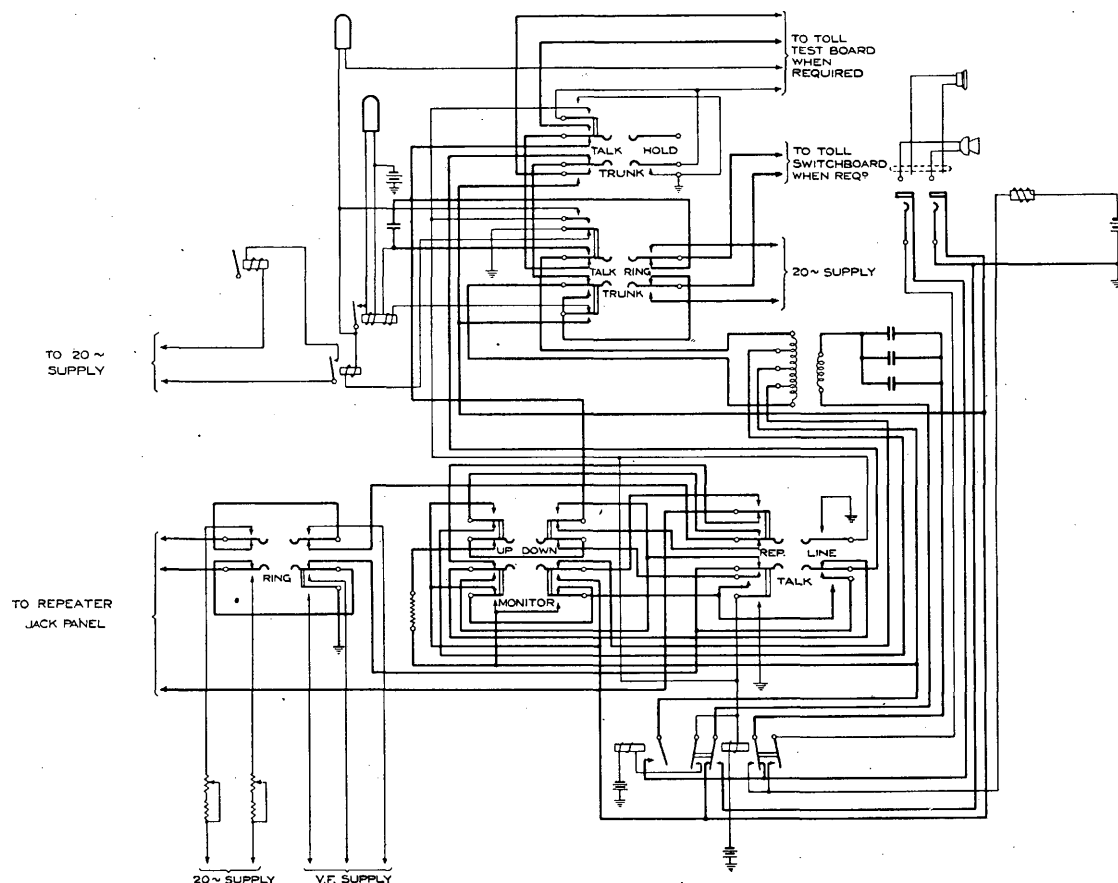 TO TOLL
TEST BOARD
WHEN
REQUIRED
TALK HOLD
TRUNK
TO TOLL
SWITCHBOARD
WHEN REQD
TALK RING
TRUNK
20~ SUPPLY
TO 20~
SUPPLY
UP DOWN
REP. LINE
RING
TALK
MONITOR
TO REPEATER
JACK PANEL
20~ SUPPLY
V.F. SUPPLY